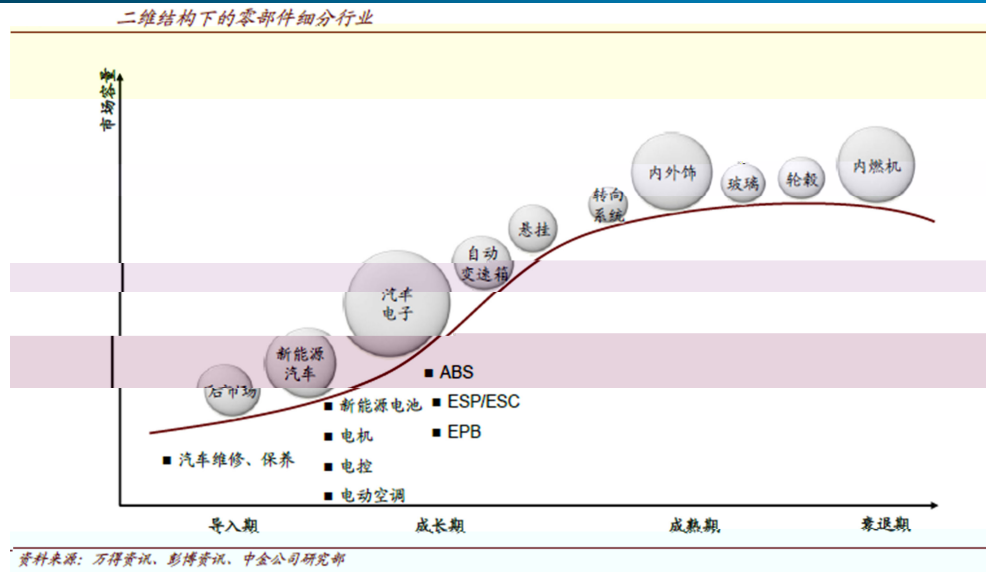 二维结构下的零部件细分行业
市场容量
内燃机
内外饰
轮毂
玻璃
转向
系统
悬挂
自动
变速箱
汽车
电子
新能源
汽车
后市场
■ ABS
■ 新能源电池
■ ESP/ESC
■ 电机
■ EPB
■ 汽车维修、保养
■ 电控
■ 电动空调
导入期
成长期
成熟期
衰退期
资料来源：万得资讯、彭博资讯、中金公司研究部